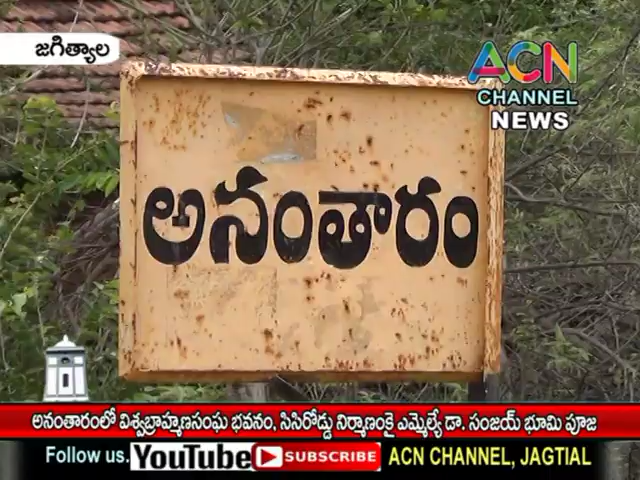 జగిత్యాల
ACN
CHANNEL
NEWS
అనంతారం
అనంతారంలో విశ్వబ్రాహ్మణసంఘ భవనం, సిసిరోడ్డు నిర్మాణంకై ఎమ్మెల్యే డా. సంజయ్ భూమి పూజ
Follow us. YouTube SUBSCRIBE ACN CHANNEL, JAGTIAL